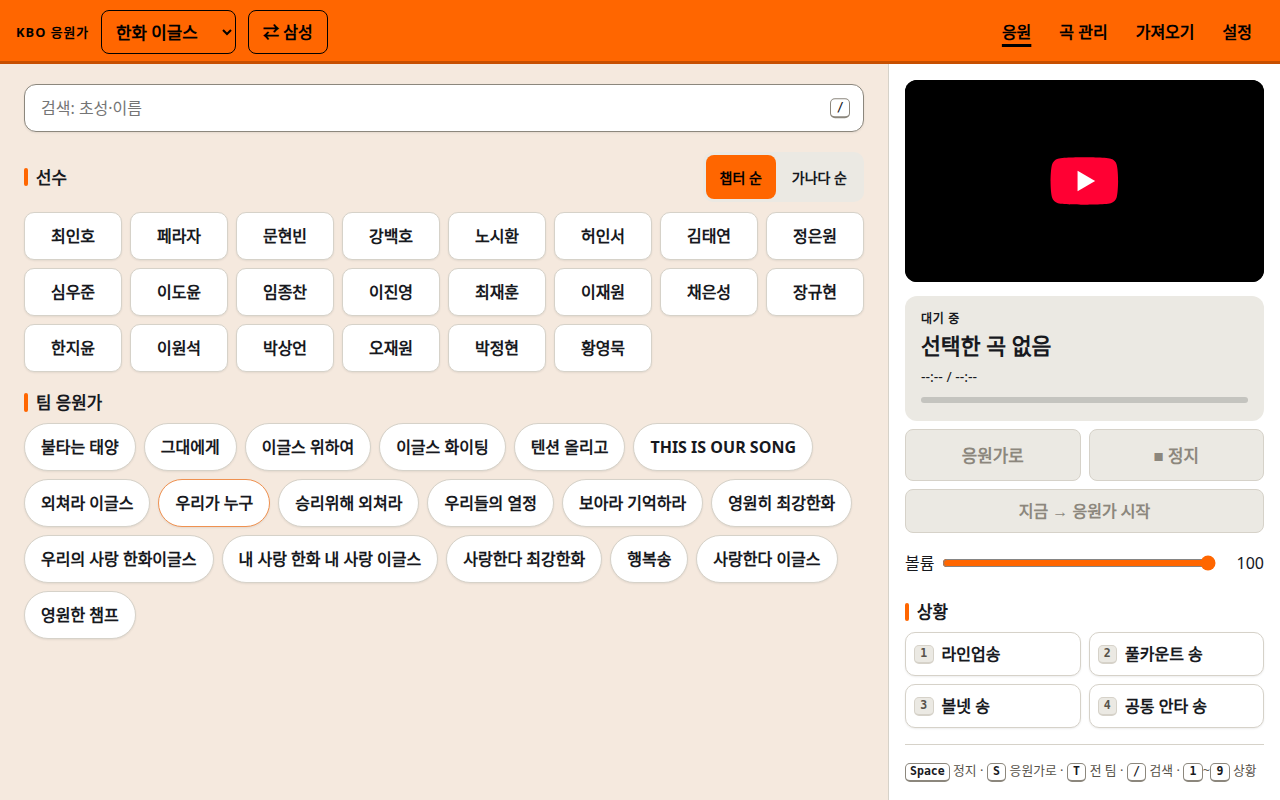 KBO 응원가 한화 이글스 ⇄ 삼성 응원 곡 관리 가져오기 설정
검색: 초성·이름 /
선수 챕터 순 가나다 순
최인호 페라자 문현빈 강백호 노시환 허인서 김태연 정은원
심우준 이도윤 임종찬 이진영 최재훈 이재원 채은성 장규현
한지윤 이원석 박상언 오재원 박정현 황영묵
팀 응원가
불타는 태양 그대에게 이글스 위하여 이글스 화이팅 텐션 올리고 THIS IS OUR SONG
외쳐라 이글스 우리가 누구 승리위해 외쳐라 우리들의 열정 보아라 기억하라 영원히 최강한화
우리의 사랑 한화이글스 내 사랑 한화 내 사랑 이글스 사랑한다 최강한화 행복송 사랑한다 이글스
영원한 챔프
대기 중
선택한 곡 없음
--:-- / --:--
응원가로 ■ 정지
지금 → 응원가 시작
볼륨 100
상황
1 라인업송 2 풀카운트 송
3 볼넷 송 4 공통 안타 송
Space 정지 · S 응원가로 · T 전 팀 · / 검색 · 1~9 상황